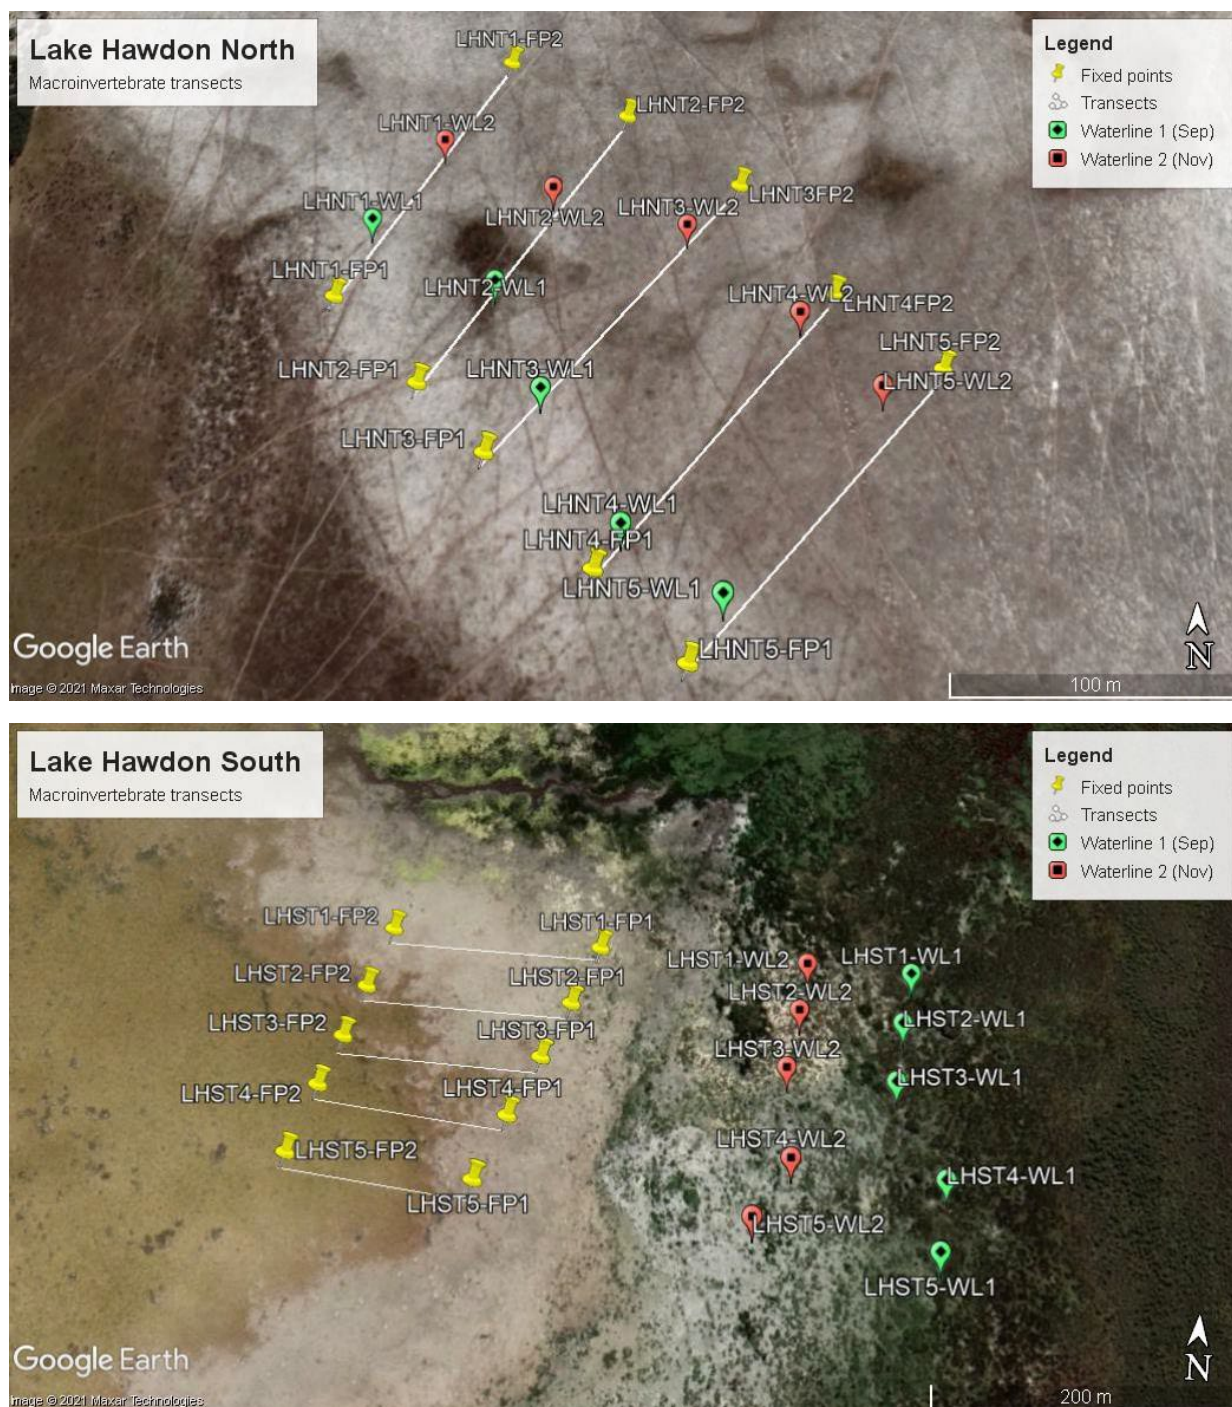 Lake Hawdon North
Macroinvertebrate transects
Legend
Fixed points
Transects
Waterline 1 (Sep)
Waterline 2 (Nov)
LHNT1-FP2
LHNT2-FP2
LHNT1-WL2
LHNT3FP2
LHNT1-WL1
LHNT2-WL2
LHNT3-WL2
LHNT1-FP1
LHNT2-WL1
LHNT4-WL2
LHNT4FP2
LHNT5-FP2
LHNT2-FP1
LHNT3-WL1
LHNT5-WL2
LHNT3-FP1
LHNT4-WL1
LHNT4-FP1
LHNT5-WL1
LHNT5-FP1
Google Earth
Image © 2021 Maxar Technologies
N
100 m
Lake Hawdon South
Macroinvertebrate transects
Legend
Fixed points
Transects
Waterline 1 (Sep)
Waterline 2 (Nov)
LHST1-FP2
LHST1-FP1
LHST1-WL2
LHST1-WL1
LHST2-FP2
LHST2-FP1
LHST2-WL2
LHST3-FP2
LHST3-FP1
LHST2-WL1
LHST3-WL2
LHST3-WL1
LHST4-FP2
LHST4-FP1
LHST4-WL2
LHST5-FP2
LHST4-WL1
LHST5-FP1
LHST5-WL2
LHST5-WL1
Google Earth
Image © 2021 Maxar Technologies
N
200 m